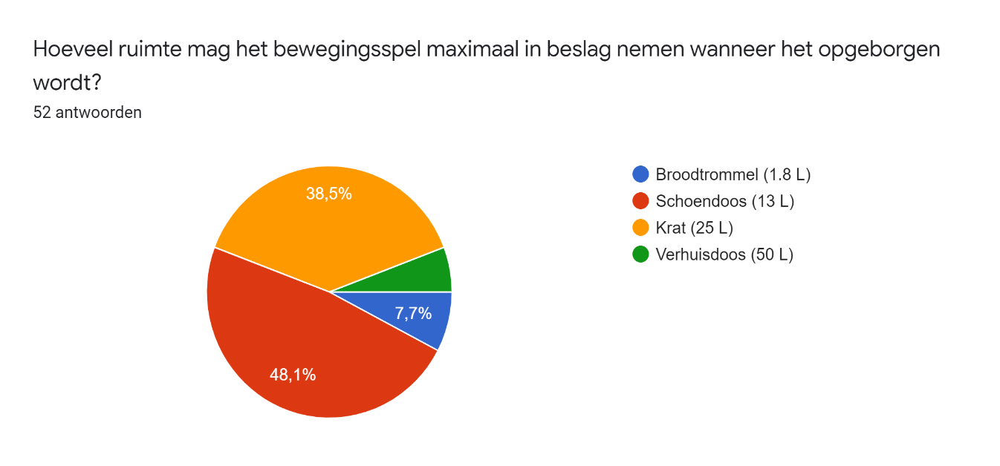 Hoeveel ruimte mag het bewegingsspel maximaal in beslag nemen wanneer het opgeborgen
wordt?
52 antwoorden
38,5%
7,7%
48,1%
Broodtrommel (1.8 L)
Schoendoos (13 L)
Krat (25 L)
Verhuisdoos (50 L)